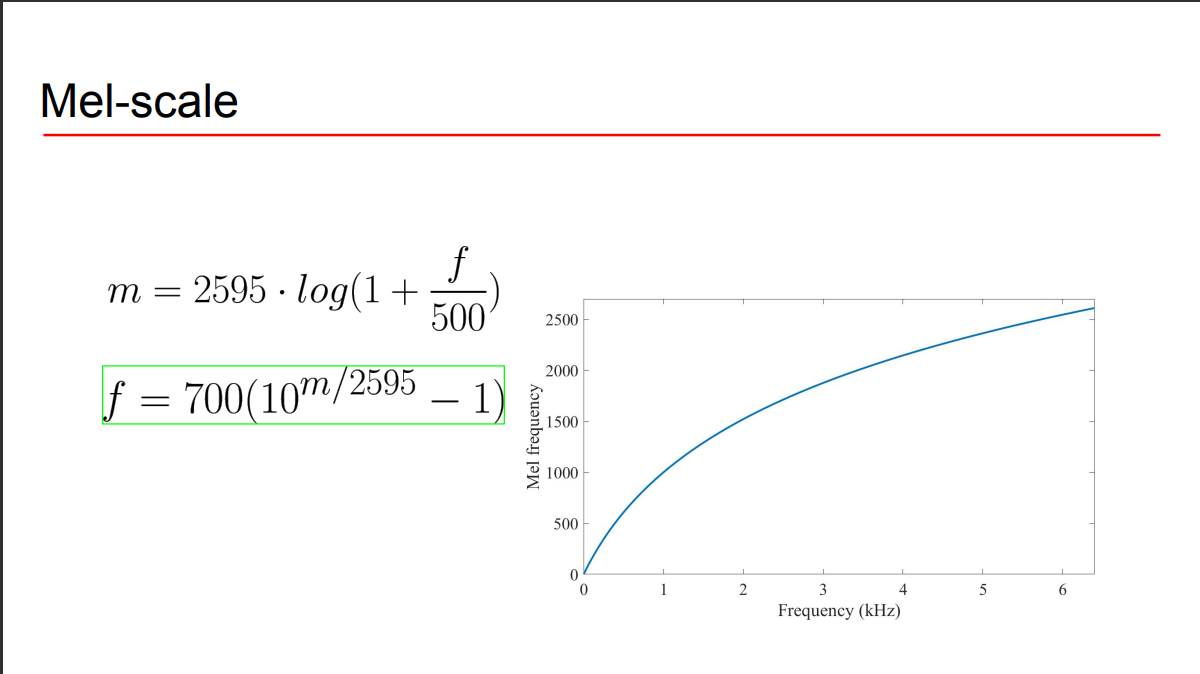 Mel-scale
m = 2595 · log(1 + f/500)
f = 700(10^m/2595 − 1)
Mel frequency
2500
2000
1500
1000
500
0
0 1 2 3 4 5 6
Frequency (kHz)